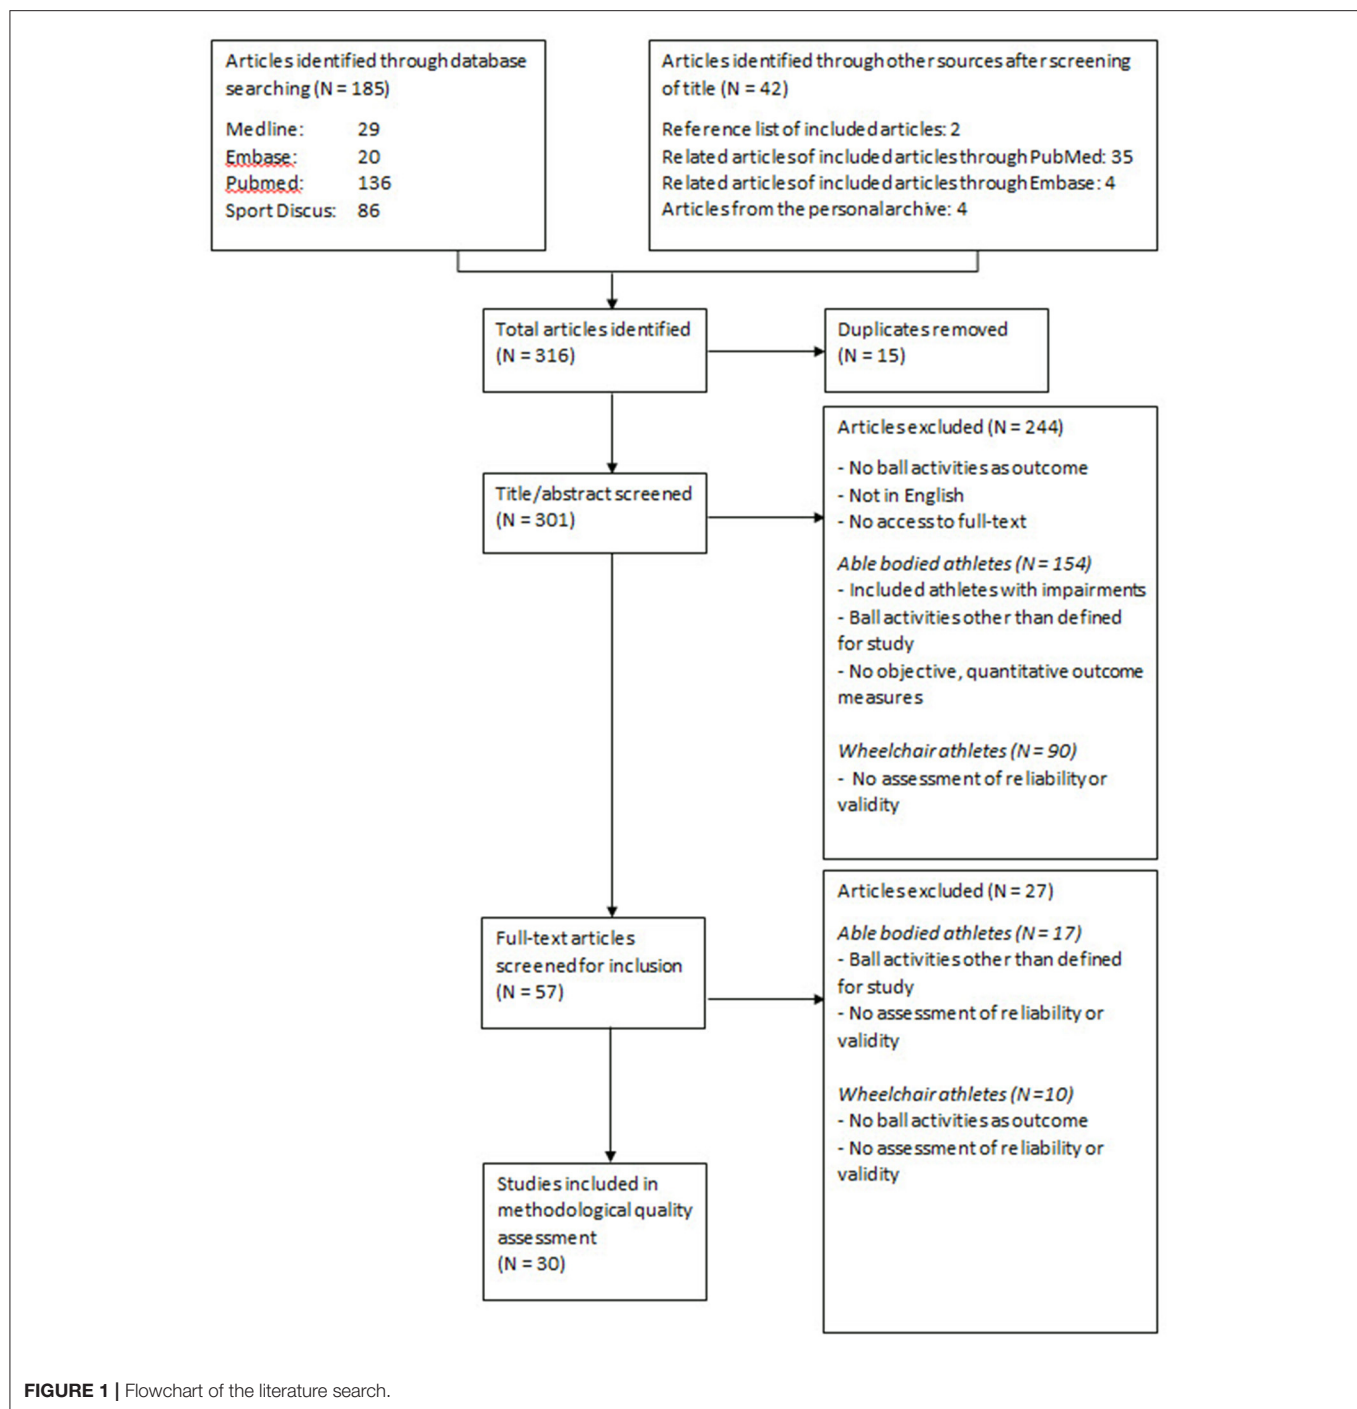 Articles identified through database
searching (N = 185)
Medline: 29
Embase: 20
Pubmed: 136
Sport Discus: 86
Articles identified through other sources after screening
of title (N = 42)
Reference list of included articles: 2
Related articles of included articles through PubMed: 35
Related articles of included articles through Embase: 4
Articles from the personal archive: 4
Total articles identified
(N = 316)
Duplicates removed
(N = 15)
Title/abstract screened
(N = 301)
Articles excluded (N = 244)
- No ball activities as outcome
- Not in English
- No access to full-text
Able bodied athletes (N = 154)
- Included athletes with impairments
- Ball activities other than defined
for study
- No objective, quantitative outcome
measures
Wheelchair athletes (N = 90)
- No assessment of reliability or
validity
Full-text articles
screened for inclusion
(N = 57)
Articles excluded (N = 27)
Able bodied athletes (N = 17)
- Ball activities other than defined
for study
- No assessment of reliability or
validity
Wheelchair athletes (N =10)
- No ball activities as outcome
- No assessment of reliability or
validity
Studies included in
methodological quality
assessment
(N = 30)
FIGURE 1 | Flowchart of the literature search.